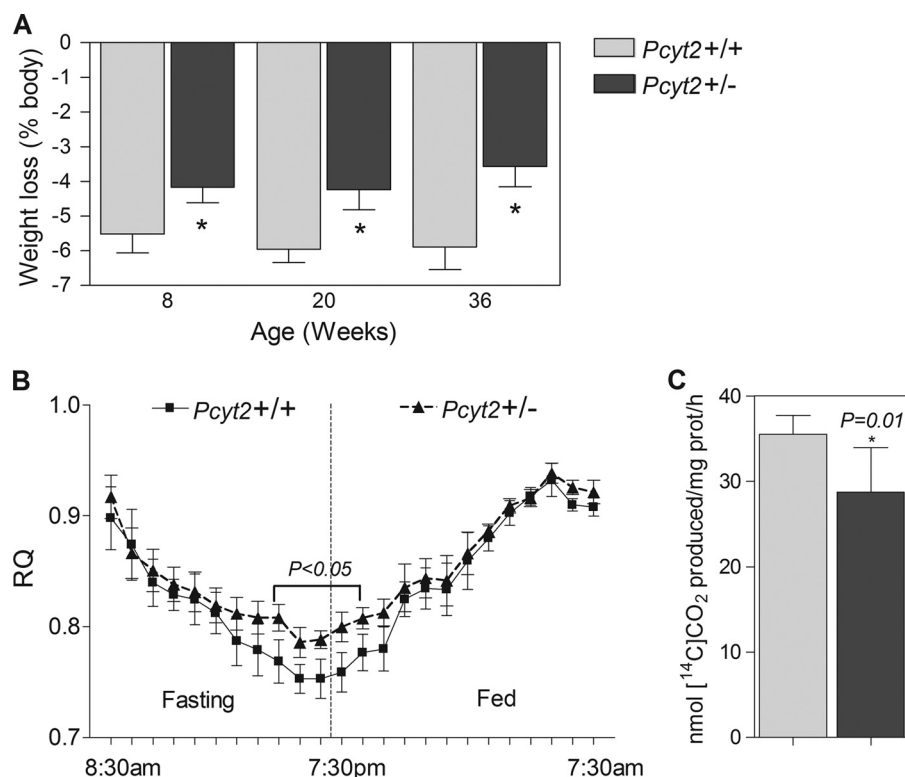 A
Weight loss (% body)
0
-1
-2
-3
-4
-5
-6
-7
*
*
*
8
20
36
Age (Weeks)
Pcyt2+/+
Pcyt2+/-
B
RQ
1.0
0.9
0.8
0.7
Pcyt2+/+
Pcyt2+/-
P<0.05
Fasting
Fed
8:30am
7:30pm
7:30am
C
nmol [¹⁴C]CO₂ produced/mg prot/h
40
30
20
10
0
P=0.01
*